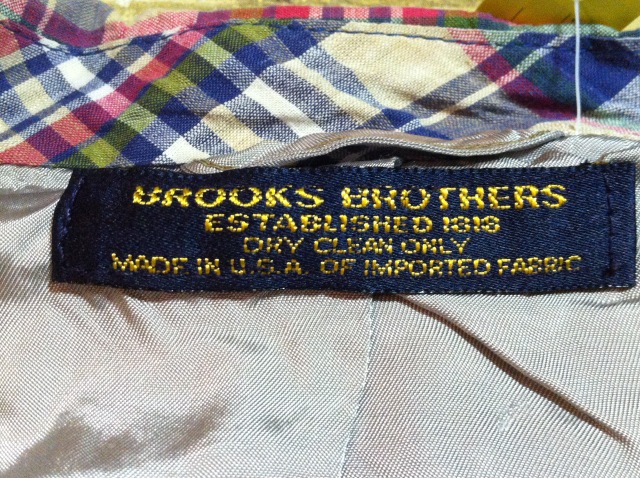 BROOKS BROTHERS
ESTABLISHED 1818
DRY CLEAN ONLY
MADE IN U.S.A. OF IMPORTED FABRIC